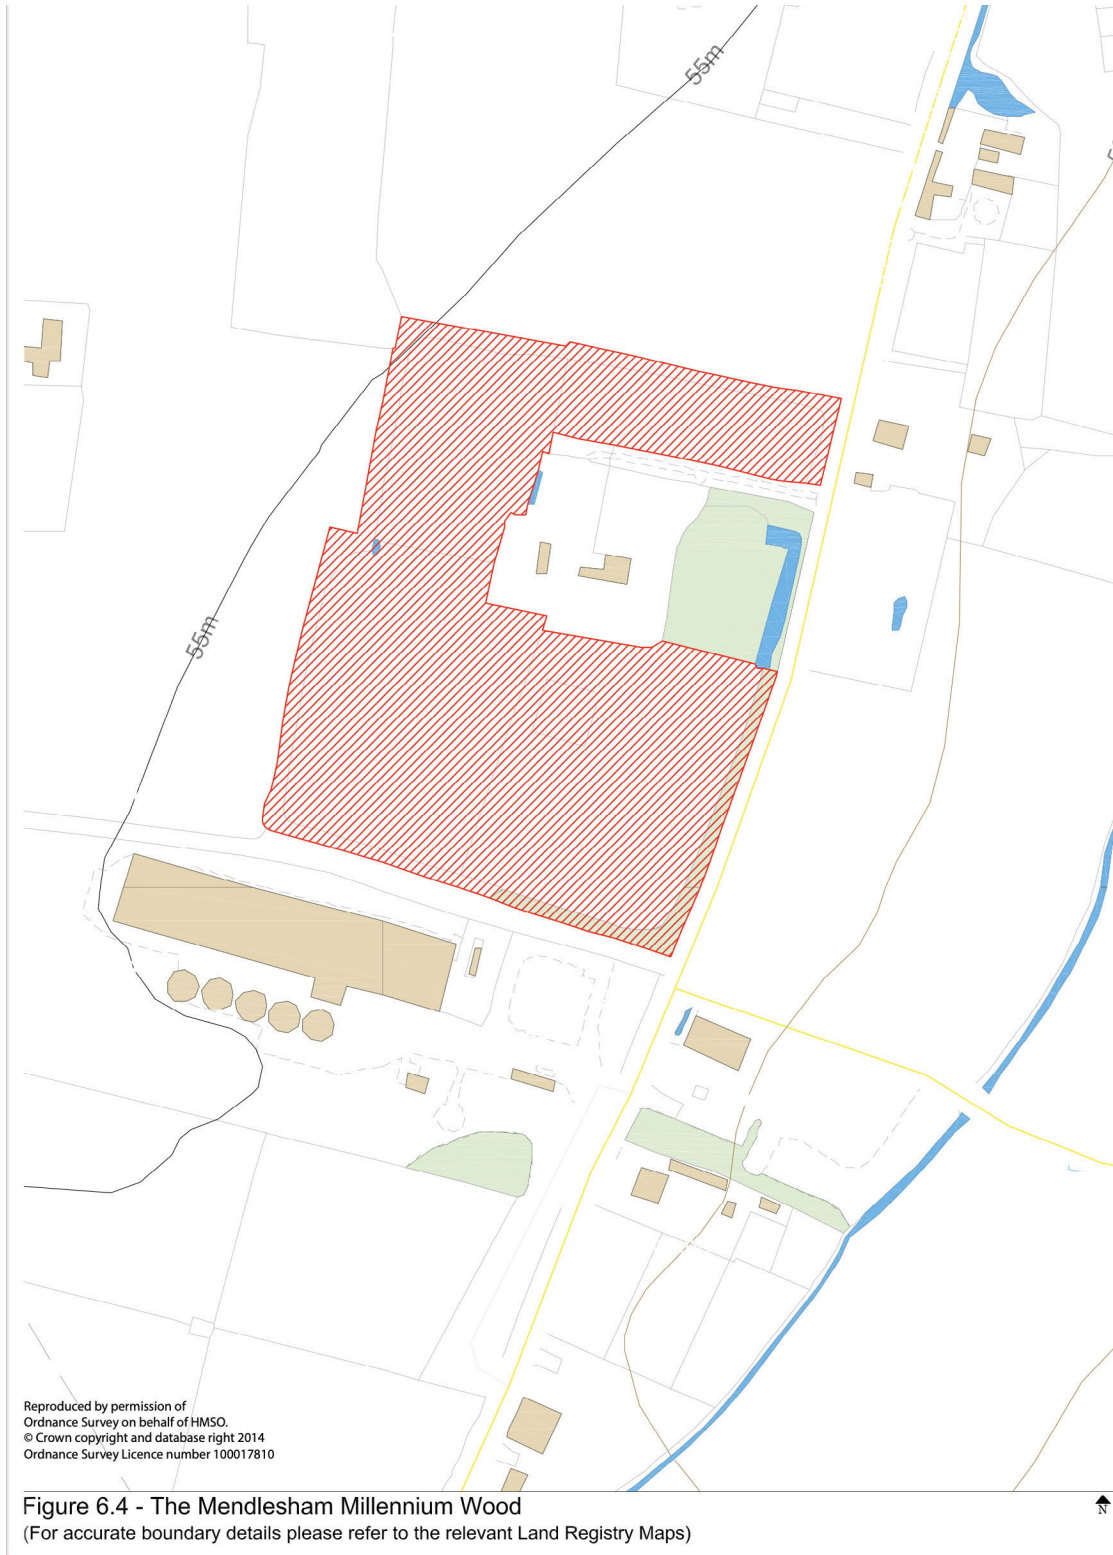 55m
55m
Reproduced by permission of
Ordnance Survey on behalf of HMSO.
© Crown copyright and database right 2014
Ordnance Survey Licence number 100017810
Figure 6.4 - The Mendlesham Millennium Wood
(For accurate boundary details please refer to the relevant Land Registry Maps)
N